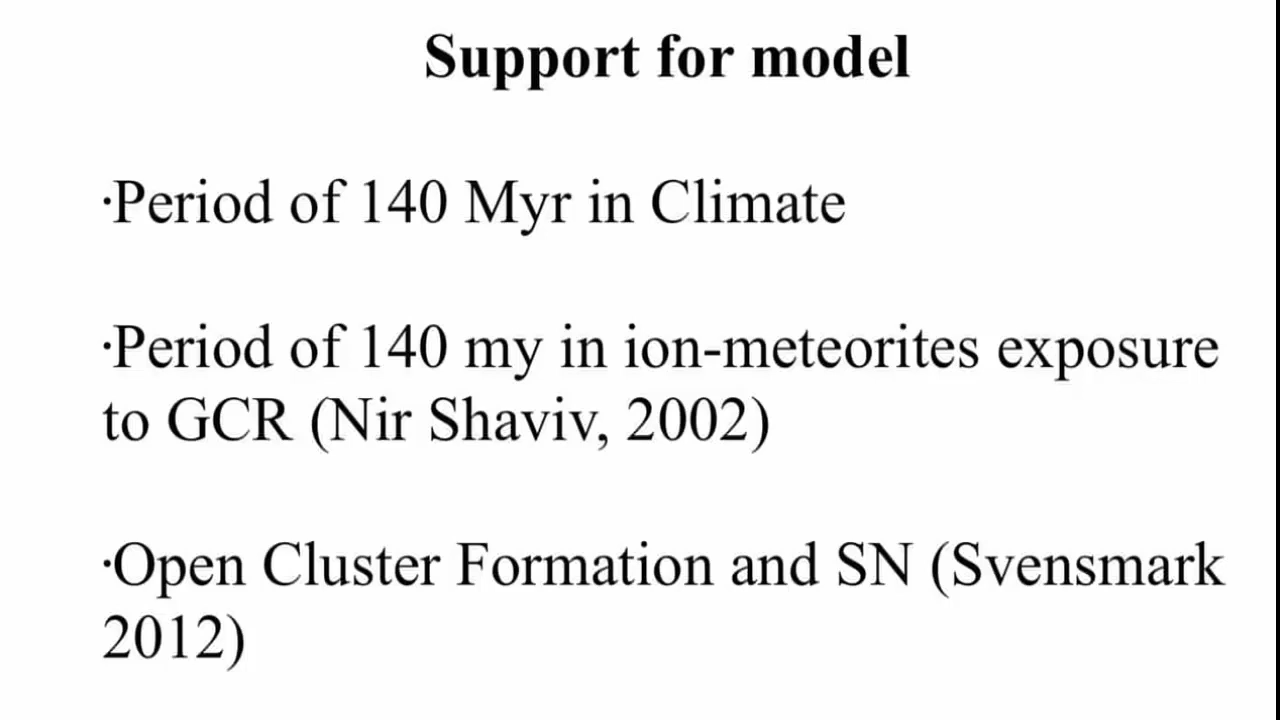 Support for model
·Period of 140 Myr in Climate
·Period of 140 my in ion-meteorites exposure
to GCR (Nir Shaviv, 2002)
·Open Cluster Formation and SN (Svensmark
2012)